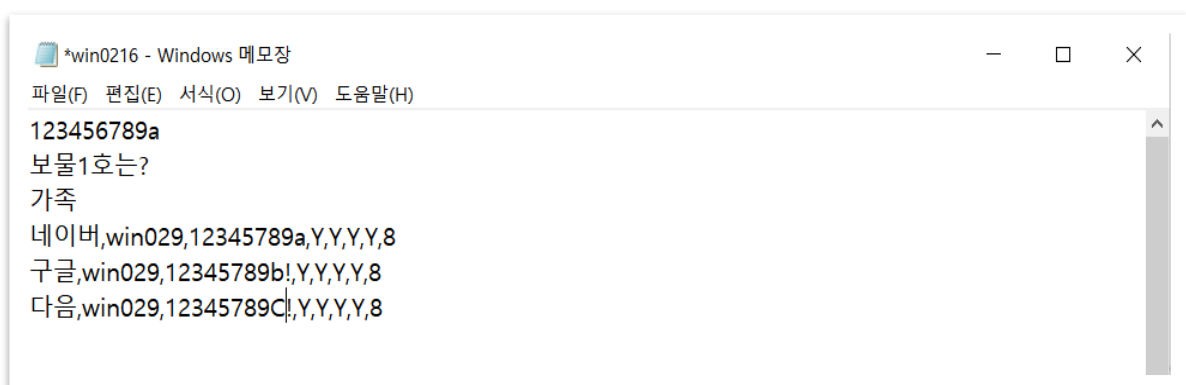 *win0216 - Windows 메모장
파일(F) 편집(E) 서식(O) 보기(V) 도움말(H)
123456789a
보물1호는?
가족
네이버,win029,12345789a,Y,Y,Y,Y,8
구글,win029,12345789b!,Y,Y,Y,Y,8
다음,win029,12345789C!,Y,Y,Y,Y,8